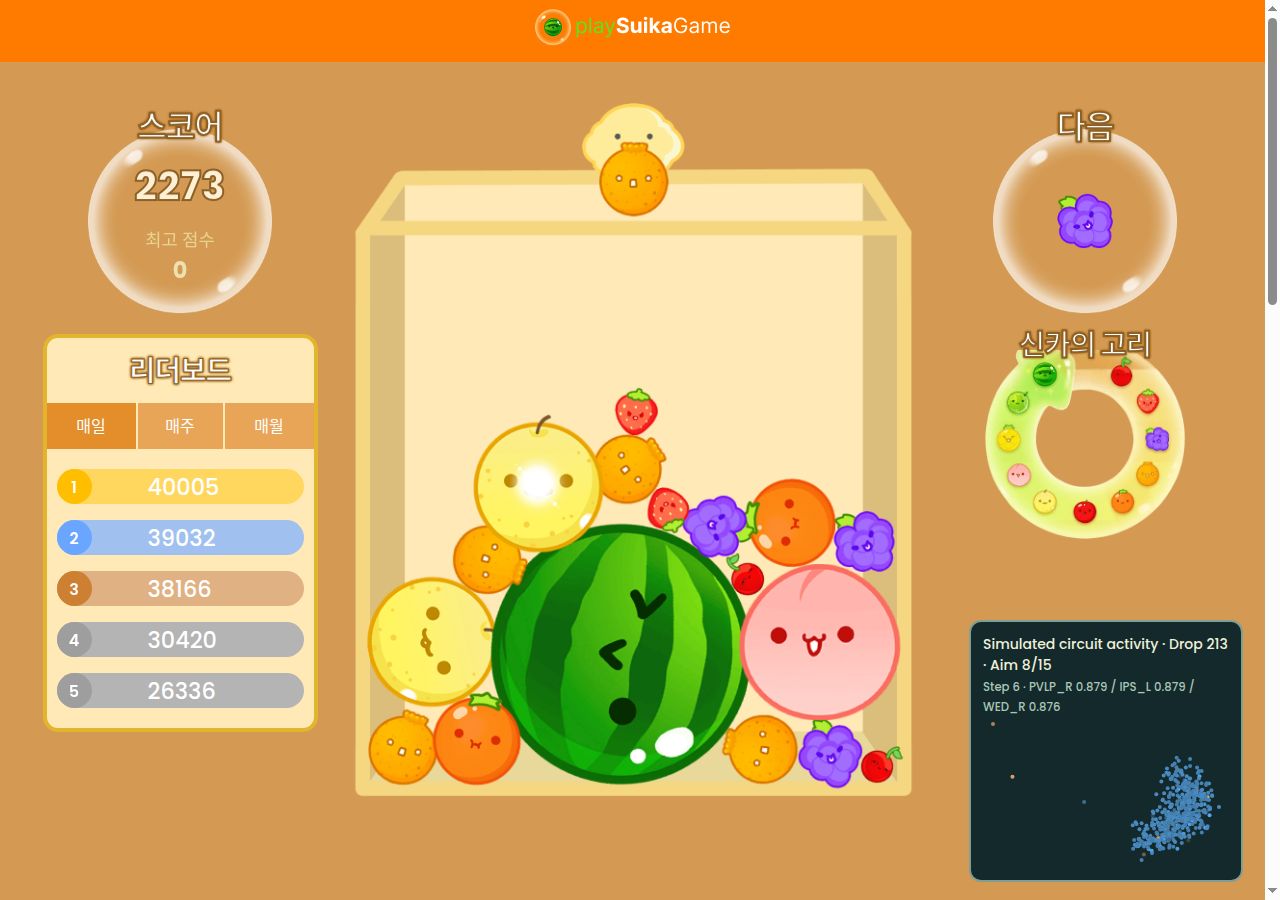 playSuikaGame
스코어
2273
최고 점수
0
리더보드
매일 매주 매월
1 40005
2 39032
3 38166
4 30420
5 26336
다음
신카의 고리
Simulated circuit activity · Drop 213
· Aim 8/15
Step 6 · PVLP_R 0.879 / IPS_L 0.879 /
WED_R 0.876